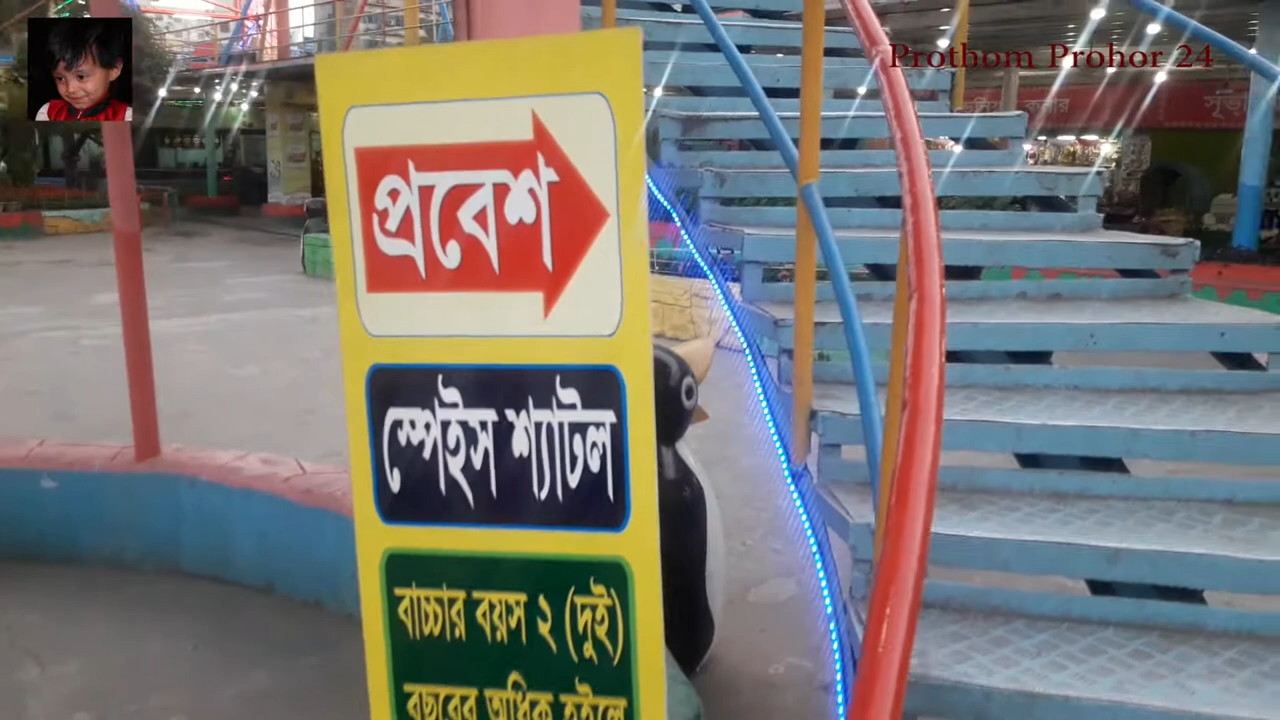 Prothom Prohor 24
প্রবেশ
স্পেইস শ্যাটল
বাচ্চার বয়স ২ (দুই)
বছরের অধিক হইলে